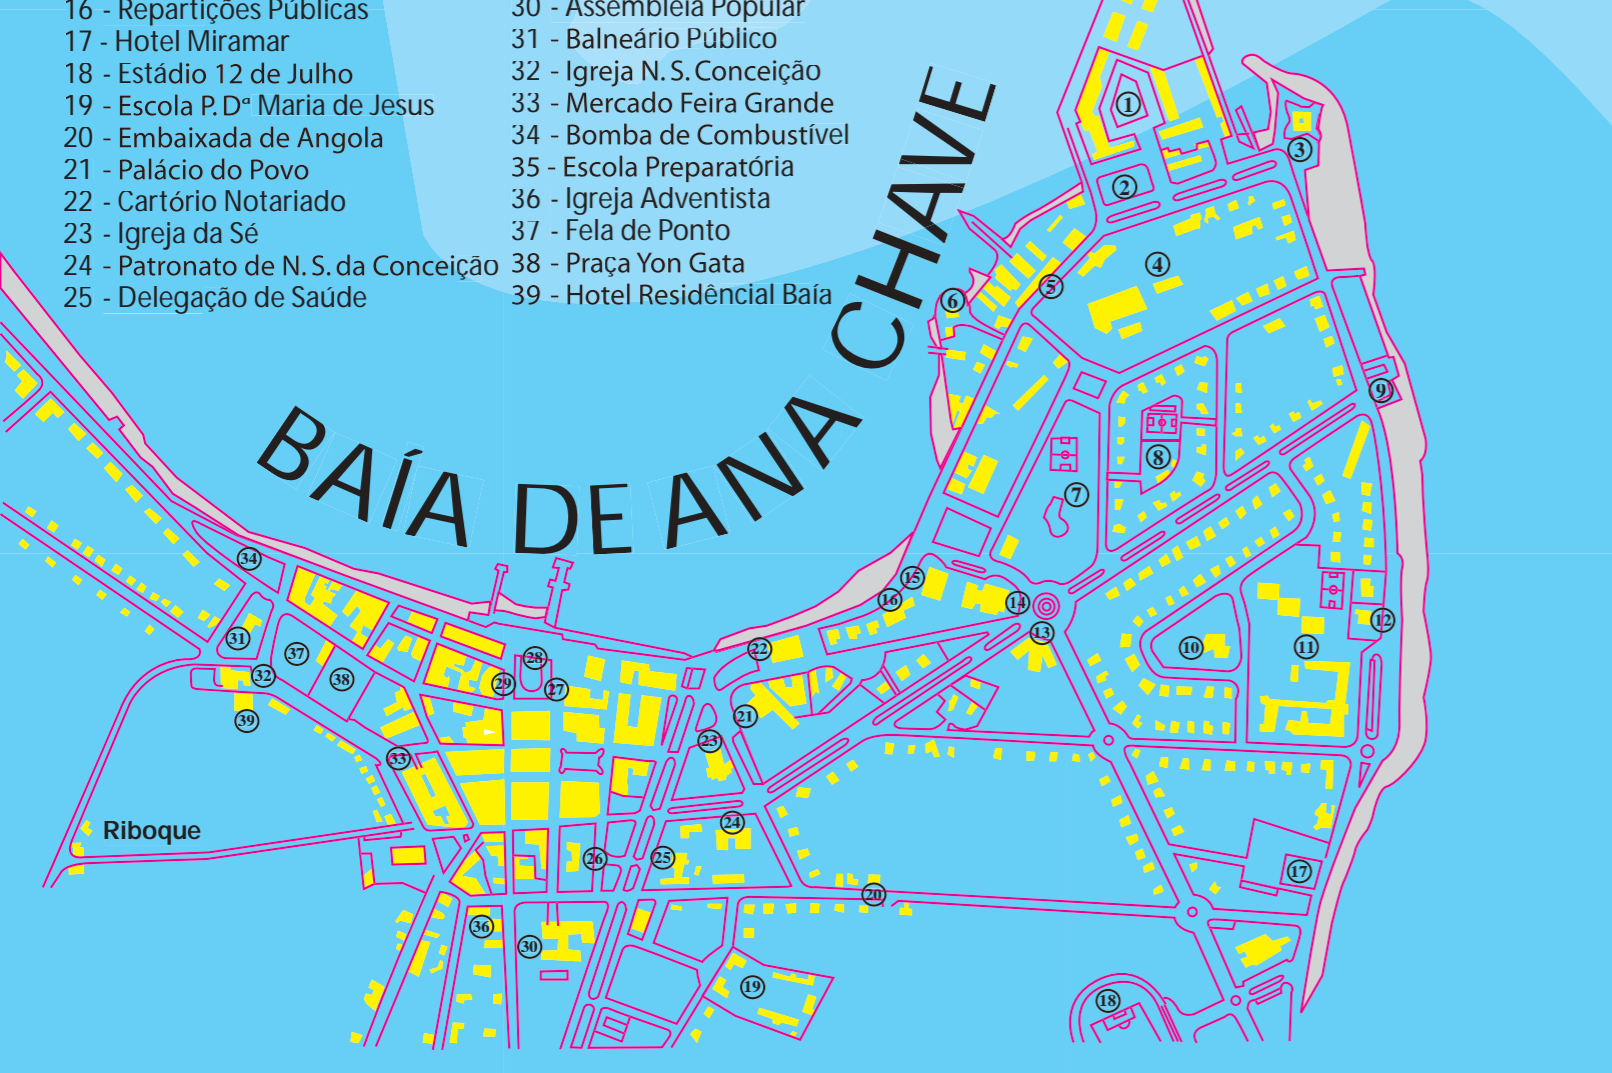 16 - Repartições Públicas
17 - Hotel Miramar
18 - Estádio 12 de Julho
19 - Escola P. Dª Maria de Jesus
20 - Embaixada de Angola
21 - Palácio do Povo
22 - Cartório Notariado
23 - Igreja da Sé
24 - Patronato de N. S. da Conceição
25 - Delegação de Saúde
30 - Assembleia Popular
31 - Balneário Público
32 - Igreja N. S. Conceição
33 - Mercado Feira Grande
34 - Bomba de Combustível
35 - Escola Preparatória
36 - Igreja Adventista
37 - Fela de Ponto
38 - Praça Yon Gata
39 - Hotel Residêncial Baía
BAÍA DE ANA CHAVE
1
2
3
4
5
6
7
8
9
10
11
12
13
14
15
16
22
21
23
34
31
37
32
38
39
28
29
27
33
Riboque
24
26
25
20
17
36
30
19
18